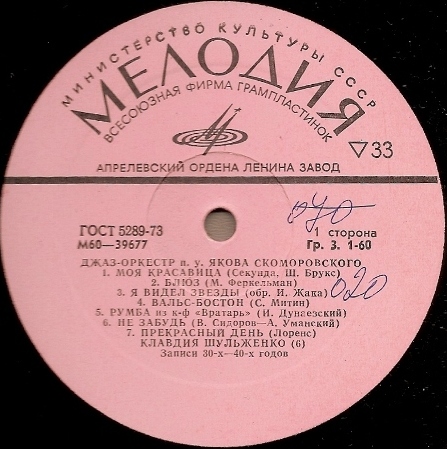 МИНИСТЕРСТВО КУЛЬТУРЫ СССР
МЕЛОДИЯ
ВСЕСОЮЗНАЯ ФИРМА ГРАМПЛАСТИНОК
▽33
АПРЕЛЕВСКИЙ ОРДЕНА ЛЕНИНА ЗАВОД
ГОСТ 5289-73
М60—39677
1 сторона
Гр. 3. 1-60
ДЖАЗ-ОРКЕСТР п. у. ЯКОВА СКОМОРОВСКОГО
1. МОЯ КРАСАВИЦА (Секунда, Ш. Брукс)
2. БЛЮЗ (М. Феркельман)
3. Я ВИДЕЛ ЗВЕЗДЫ (обр. И. Жака)
020
4. ВАЛЬС-БОСТОН (С. Митин)
5. РУМБА из к-ф «Вратарь» (И. Дунаевский)
6. НЕ ЗАБУДЬ (В. Сидоров—А. Уманский)
7. ПРЕКРАСНЫЙ ДЕНЬ (Лоренс)
КЛАВДИЯ ШУЛЬЖЕНКО (6)
Записи 30-х—40-х годов